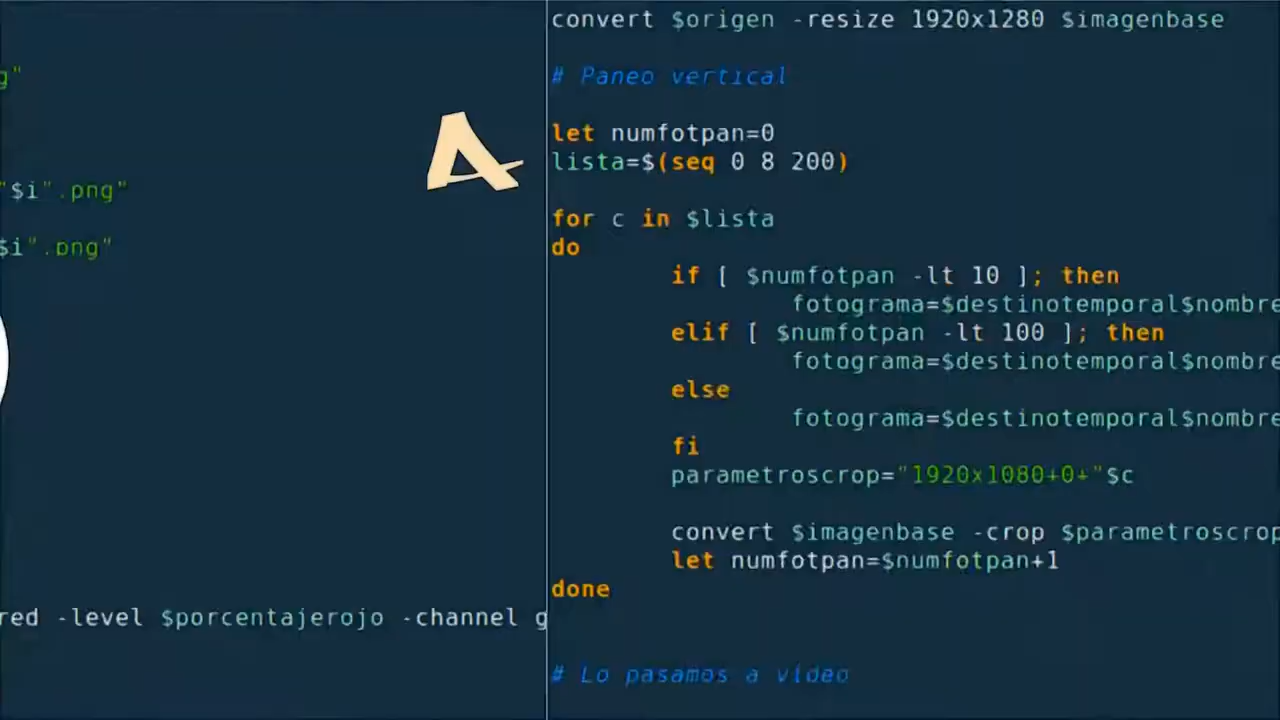 g"
"$i".png"
$i".png"
red -level $porcentajerojo -channel g
A
convert $origen -resize 1920x1280 $imagenbase
# Paneo vertical
let numfotpan=0
lista=$(seq 0 8 200)
for c in $lista
do
if [ $numfotpan -lt 10 ]; then
fotograma=$destinotemporal$nombre
elif [ $numfotpan -lt 100 ]; then
fotograma=$destinotemporal$nombre
else
fotograma=$destinotemporal$nombre
fi
parametroscrop="1920x1080+0+"$c
convert $imagenbase -crop $parametroscrop
let numfotpan=$numfotpan+1
done
# Lo pasamos a vídeo